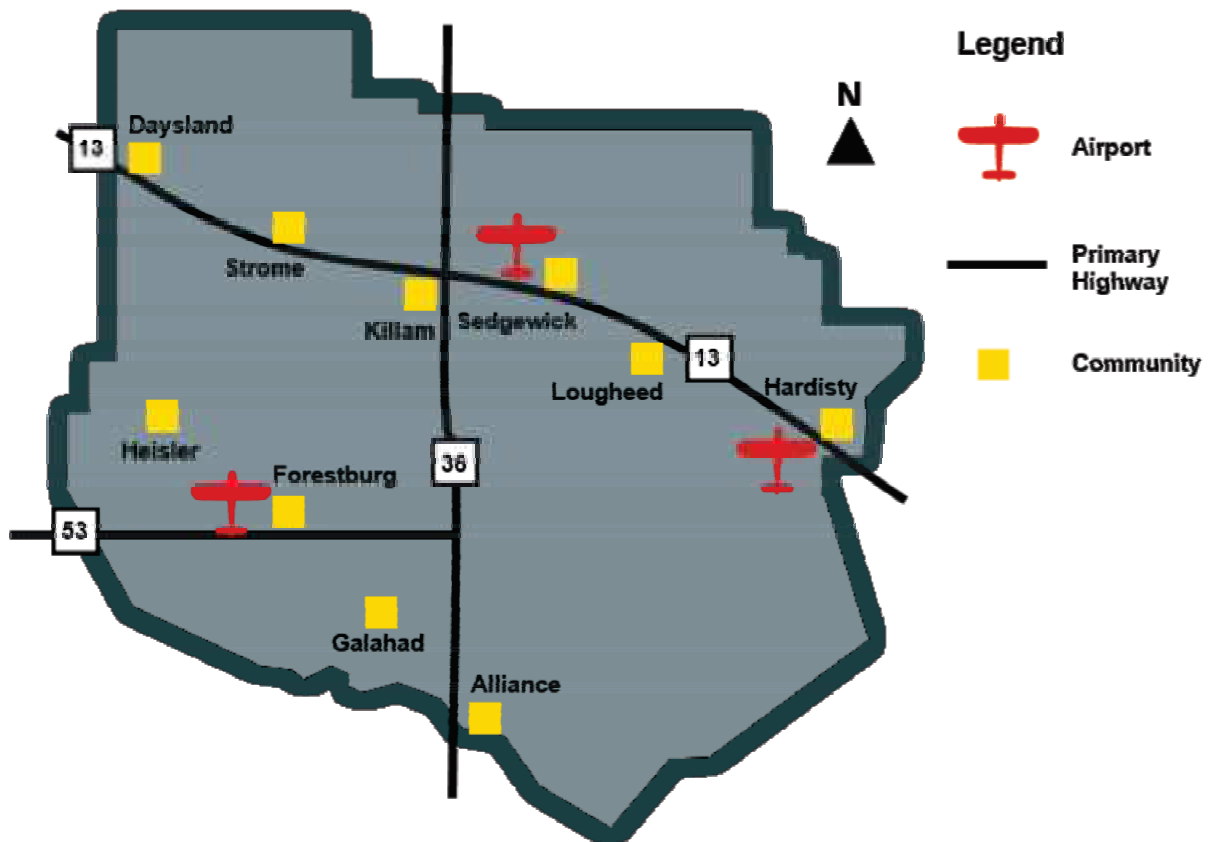 Legend
N
Daysland
13
Airport
Strome
Primary
Highway
Killam
Sedgewick
13
Lougheed
Hardisty
Community
Heisler
36
Forestburg
53
Galahad
Alliance